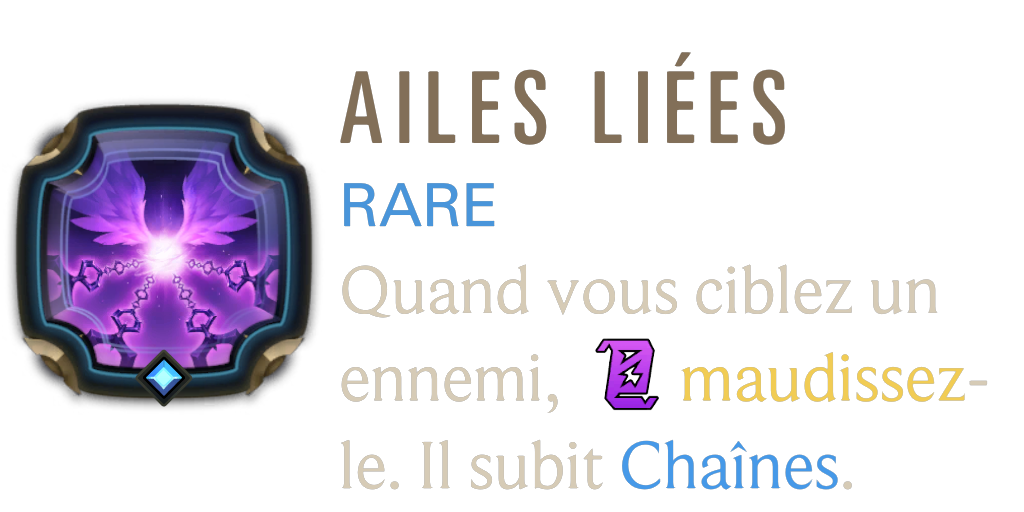 AILES LIÉES
RARE
Quand vous ciblez un
ennemi, maudissez-
le. Il subit Chaînes.